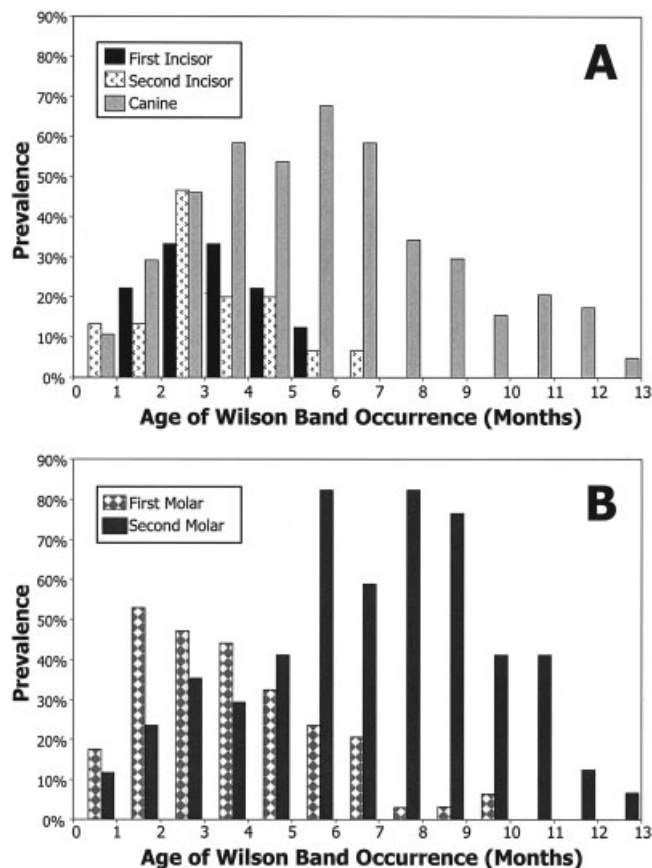 90%
80%
70%
60%
50%
40%
30%
20%
10%
0%
Prevalence
First Incisor
Second Incisor
Canine
A
0 1 2 3 4 5 6 7 8 9 10 11 12 13
Age of Wilson Band Occurrence (Months)
90%
80%
70%
60%
50%
40%
30%
20%
10%
0%
Prevalence
First Molar
Second Molar
B
0 1 2 3 4 5 6 7 8 9 10 11 12 13
Age of Wilson Band Occurrence (Months)